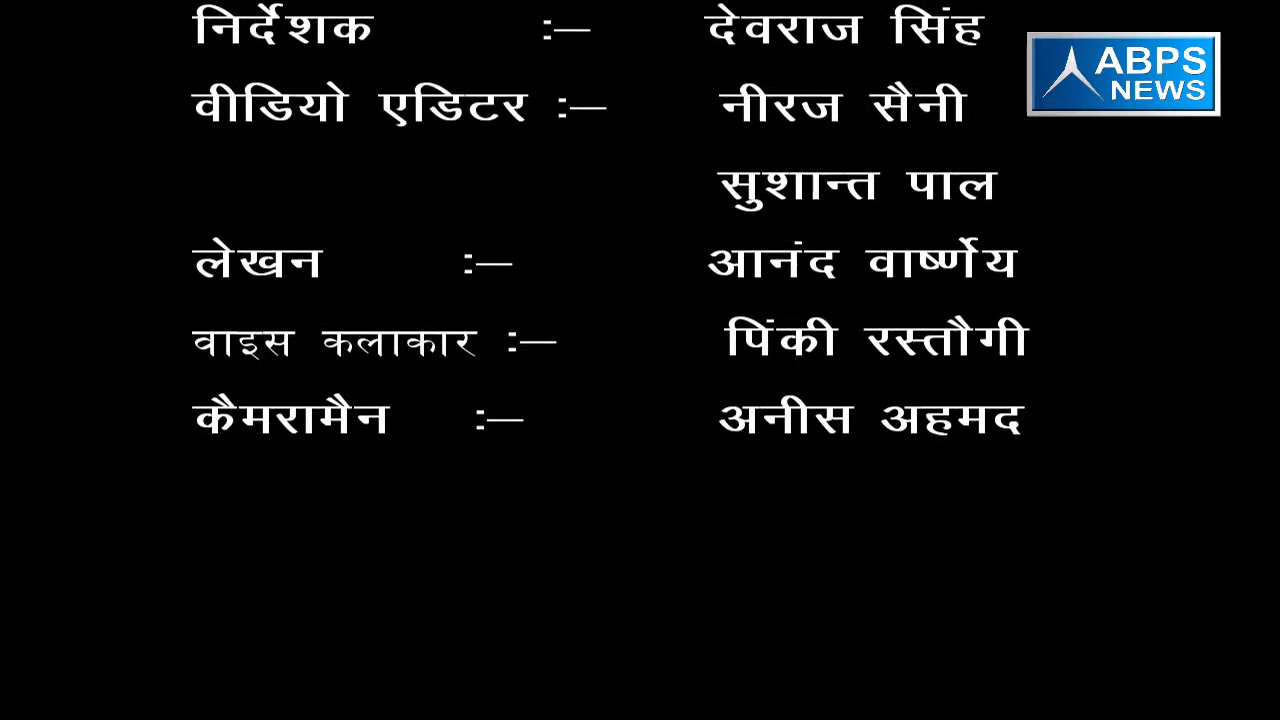 निर्देशक :— देवराज सिंह
ABPS
NEWS
वीडियो एडिटर :— नीरज सैनी
सुशान्त पाल
लेखन :— आनंद वार्ष्णेय
वाइस कलाकार :— पिंकी रस्तौगी
कैमरामैन :— अनीस अहमद